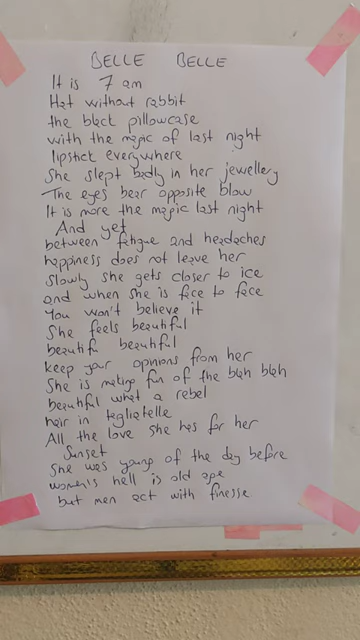 BELLE BELLE
It is 7 am
Hat without rabbit
the black pillowcase
with the magic of last night
lipstick everywhere
She slept badly in her jewellery
The eyes bear opposite blow
It is more the magic last night
And yet
between fatigue and headaches
happiness does not leave her
slowly she gets closer to ice
and when she is face to face
You won't believe it
She feels beautiful
beautiful beautiful
keep your opinions from her
She is making fun of the blah blah
beautiful what a rebel
hair in tagliatelle
All the love she has for her
Sunset
She was young of the day before
women's hell is old age
but men act with finesse